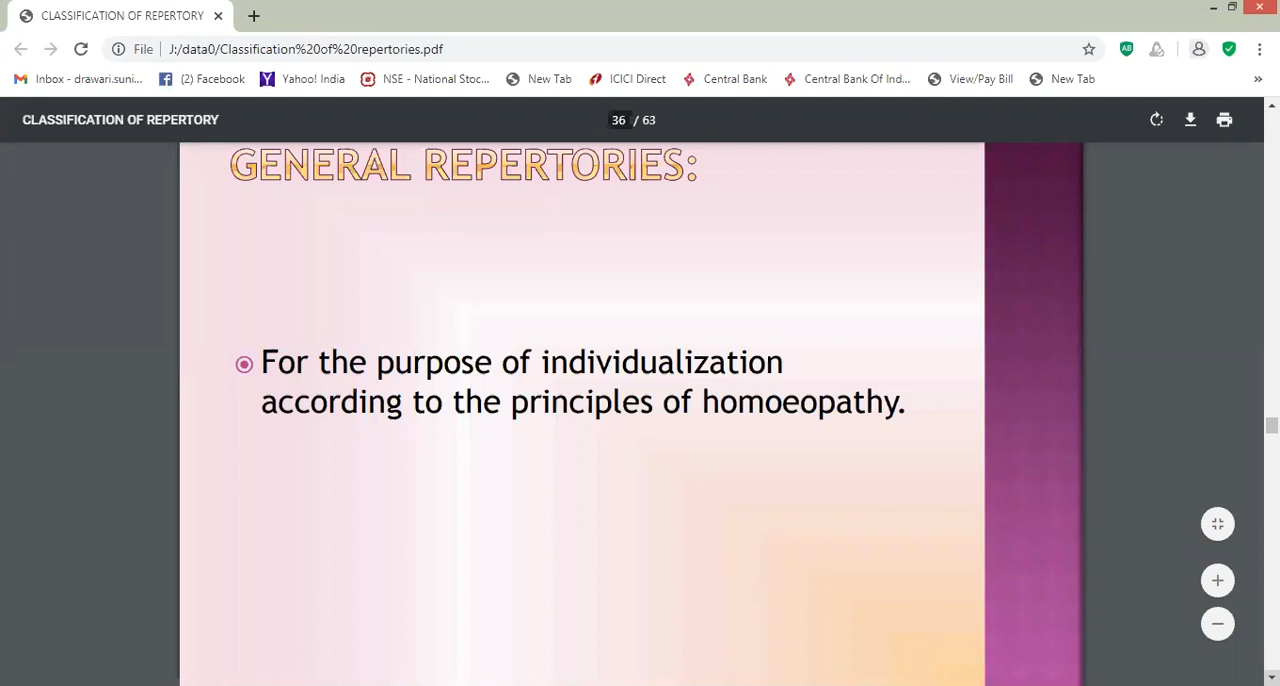 CLASSIFICATION OF REPERTORY
File J:/data0/Classification%20of%20repertories.pdf
AB
Inbox - drawari.suni... (2) Facebook Yahoo! India NSE - National Stoc... New Tab ICICI Direct Central Bank Central Bank Of Ind... View/Pay Bill New Tab »
CLASSIFICATION OF REPERTORY 36 / 63
GENERAL REPERTORIES:
For the purpose of individualization
according to the principles of homoeopathy.